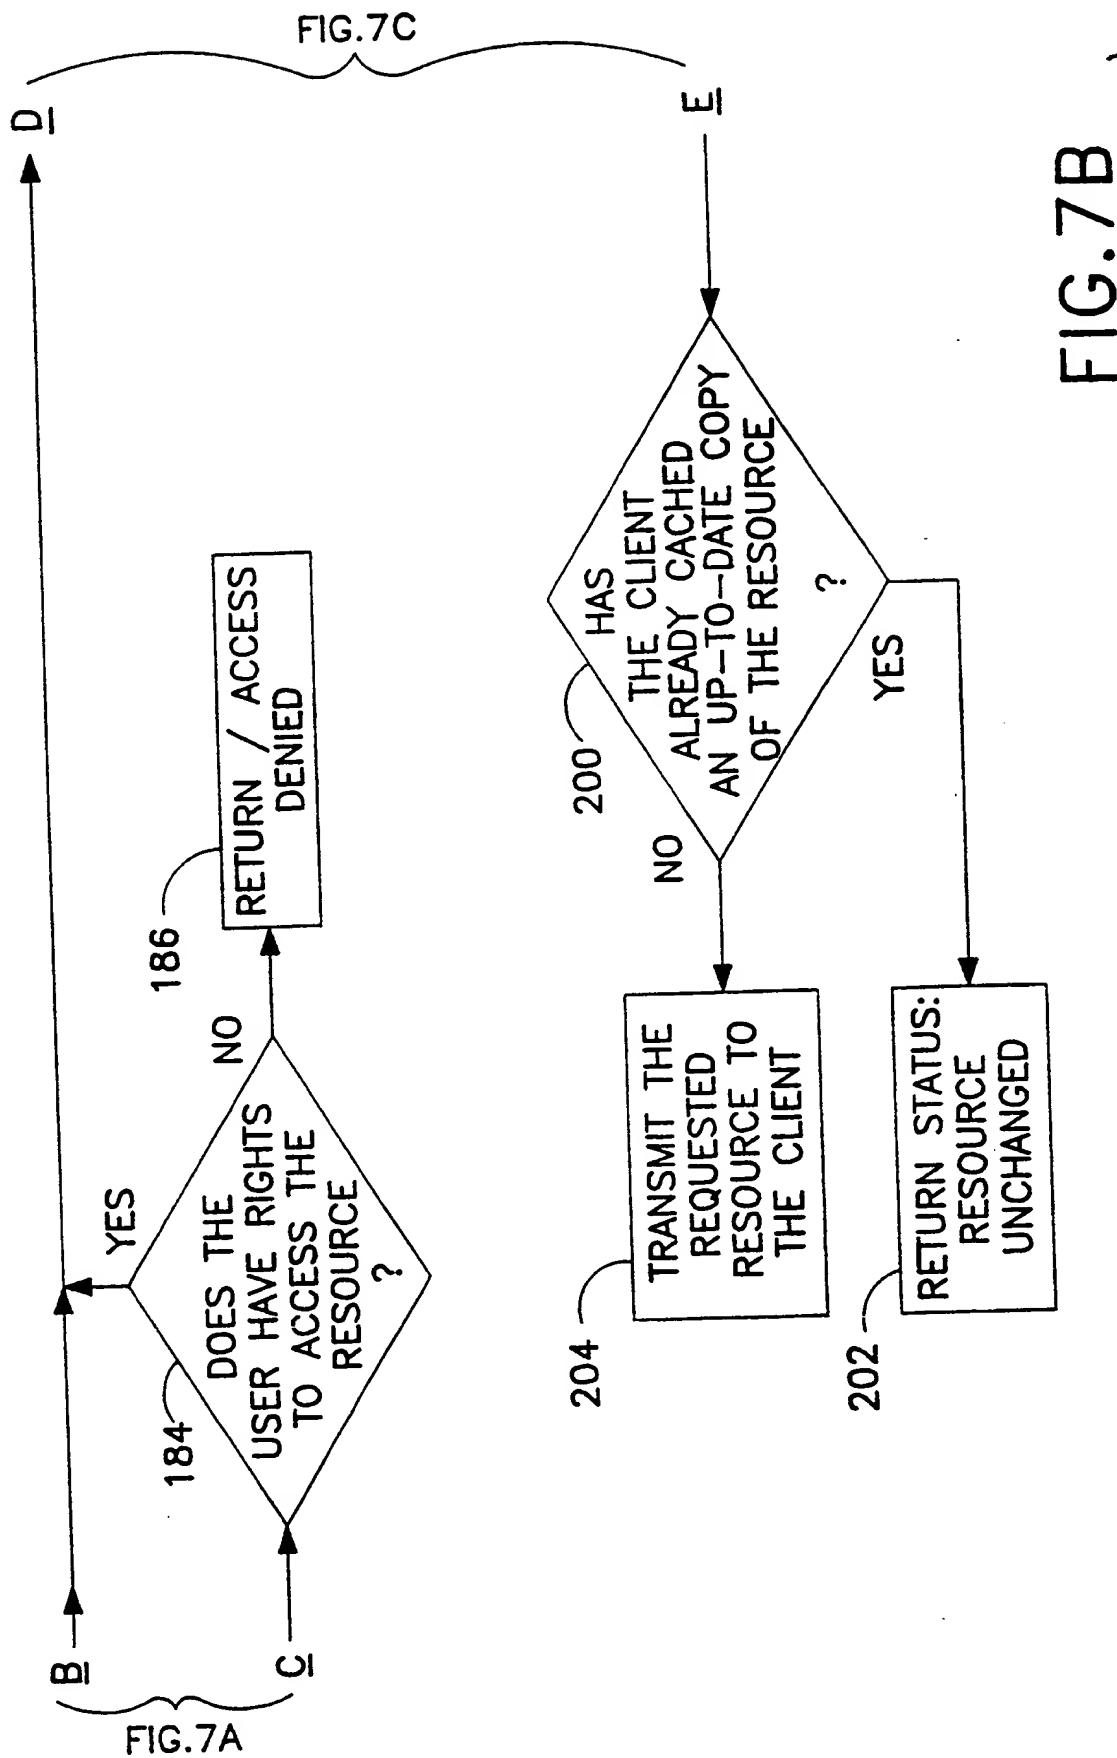 B
D
FIG.7A
C
184
DOES THE
USER HAVE RIGHTS
TO ACCESS THE
RESOURCE
?
YES
NO
186
RETURN / ACCESS
DENIED
FIG.7C
E
200
HAS
THE CLIENT
ALREADY CACHED
AN UP-TO-DATE COPY
OF THE RESOURCE
?
NO
YES
204
TRANSMIT THE
REQUESTED
RESOURCE TO
THE CLIENT
202
RETURN STATUS:
RESOURCE
UNCHANGED
FIG.7B